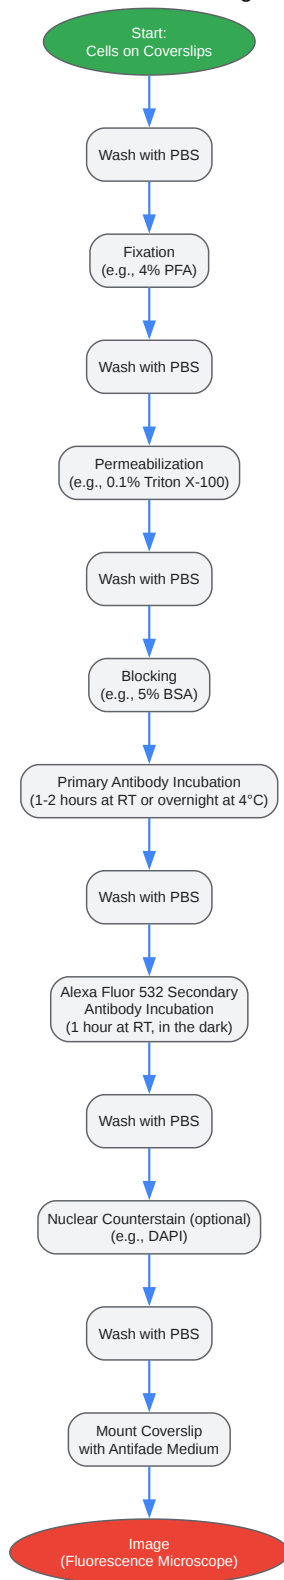 Start:
Cells on Coverslips
Wash with PBS
Fixation
(e.g., 4% PFA)
Wash with PBS
Permeabilization
(e.g., 0.1% Triton X-100)
Wash with PBS
Blocking
(e.g., 5% BSA)
Primary Antibody Incubation
(1-2 hours at RT or overnight at 4°C)
Wash with PBS
Alexa Fluor 532 Secondary
Antibody Incubation
(1 hour at RT, in the dark)
Wash with PBS
Nuclear Counterstain (optional)
(e.g., DAPI)
Wash with PBS
Mount Coverslip
with Antifade Medium
Image
(Fluorescence Microscope)